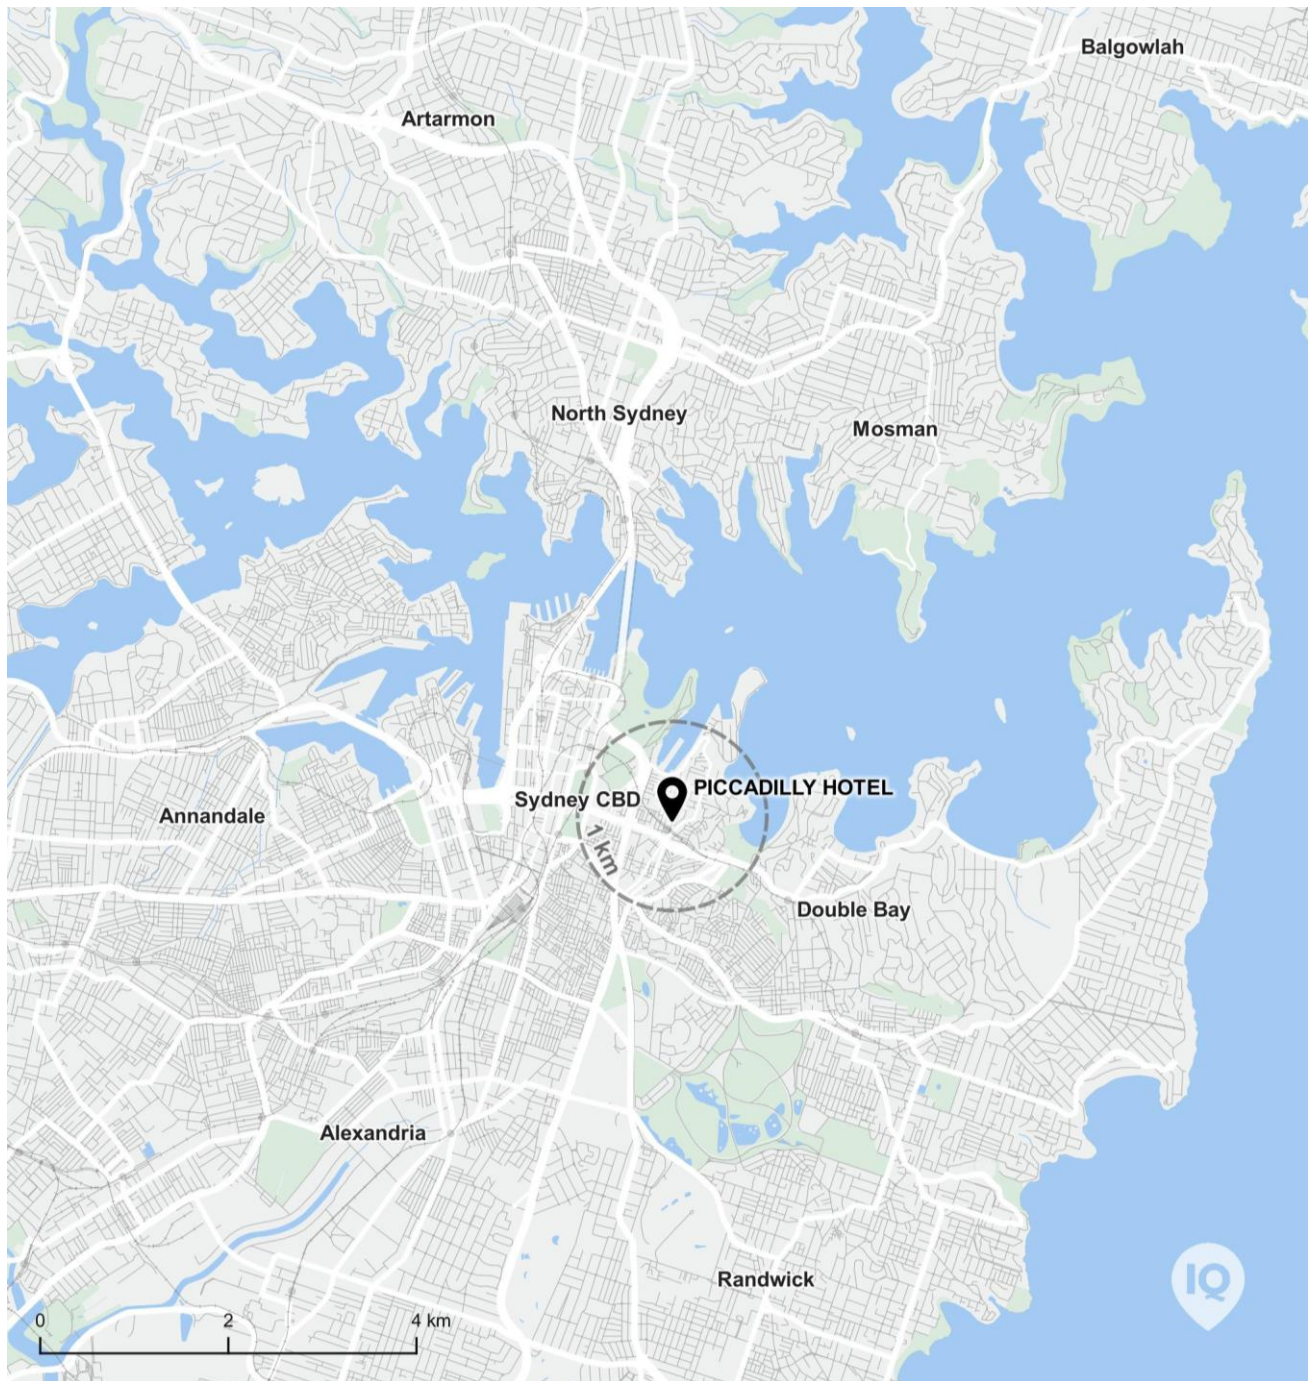 Balgowlah
Artarmon
North Sydney
Mosman
PICCADILLY HOTEL
Sydney CBD
1 km
Annandale
Double Bay
Alexandria
Randwick
IQ
0 2 4 km